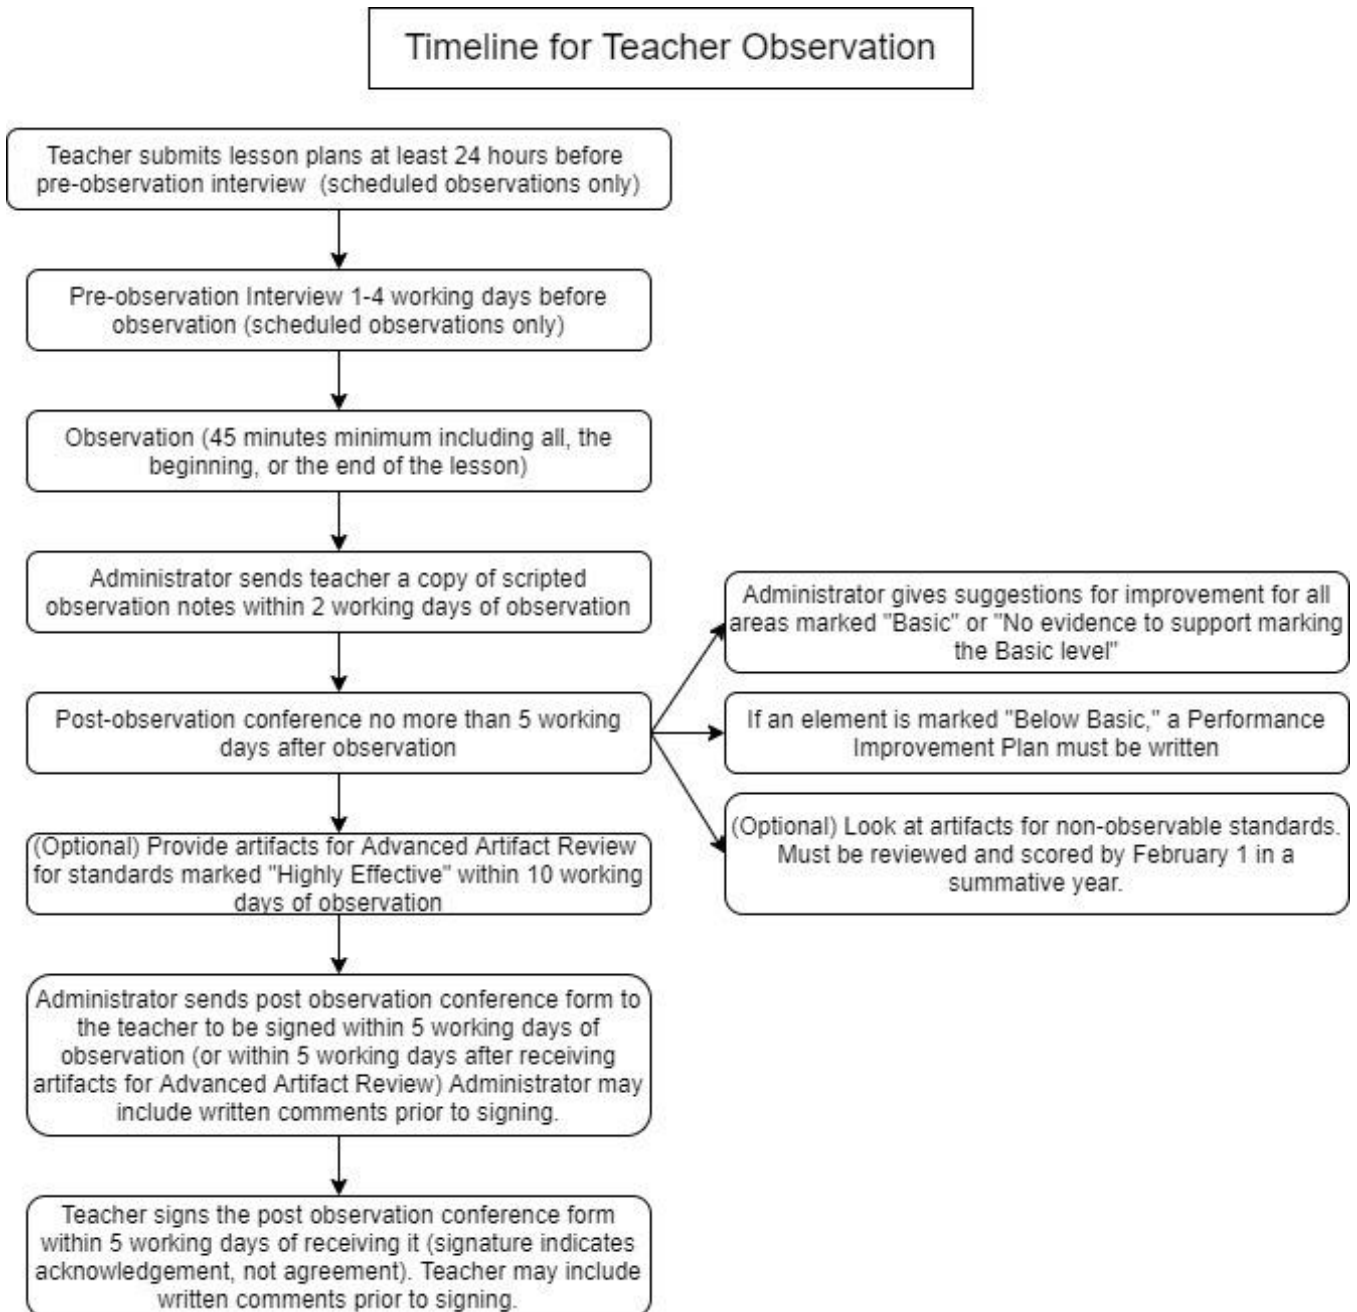 Timeline for Teacher Observation
Teacher submits lesson plans at least 24 hours before
pre-observation interview (scheduled observations only)
Pre-observation Interview 1-4 working days before
observation (scheduled observations only)
Observation (45 minutes minimum including all, the
beginning, or the end of the lesson)
Administrator sends teacher a copy of scripted
observation notes within 2 working days of observation
Post-observation conference no more than 5 working
days after observation
Administrator gives suggestions for improvement for all
areas marked "Basic" or "No evidence to support marking
the Basic level"
If an element is marked "Below Basic," a Performance
Improvement Plan must be written
(Optional) Look at artifacts for non-observable standards.
Must be reviewed and scored by February 1 in a
summative year.
(Optional) Provide artifacts for Advanced Artifact Review
for standards marked "Highly Effective" within 10 working
days of observation
Administrator sends post observation conference form to
the teacher to be signed within 5 working days of
observation (or within 5 working days after receiving
artifacts for Advanced Artifact Review) Administrator may
include written comments prior to signing.
Teacher signs the post observation conference form
within 5 working days of receiving it (signature indicates
acknowledgement, not agreement). Teacher may include
written comments prior to signing.